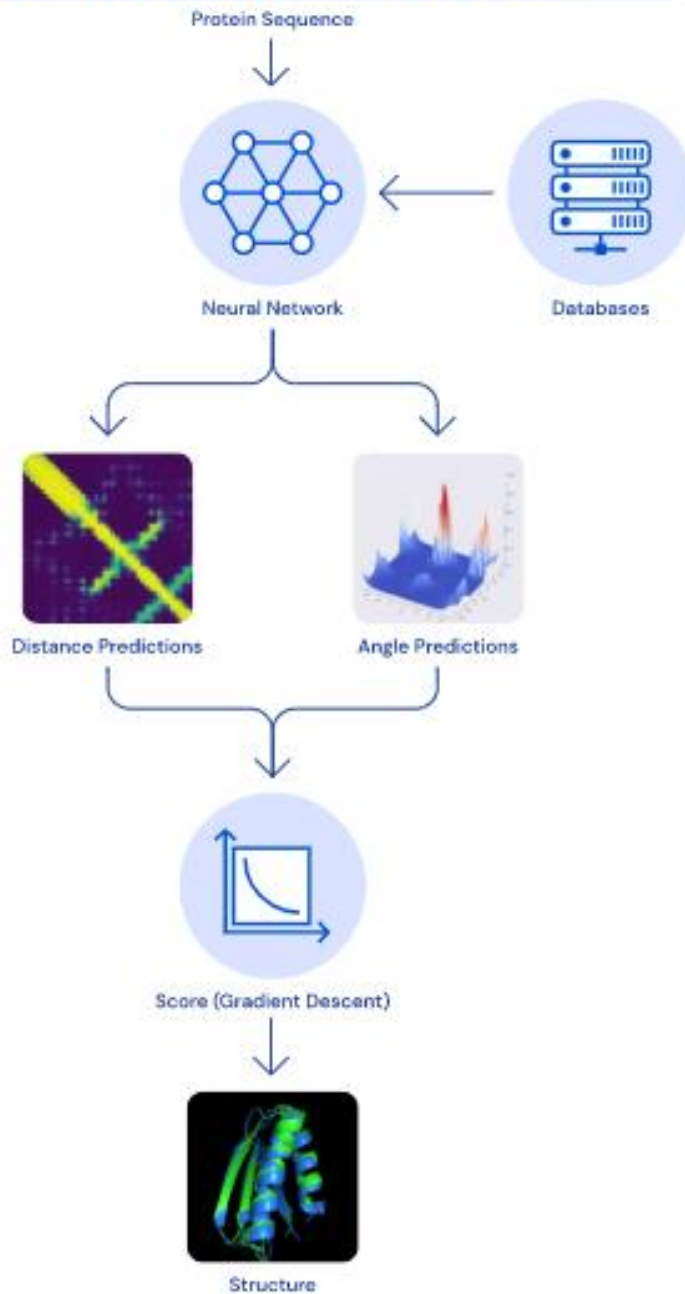 Protein Sequence
Neural Network
Databases
Distance Predictions
Angle Predictions
Score (Gradient Descent)
Structure